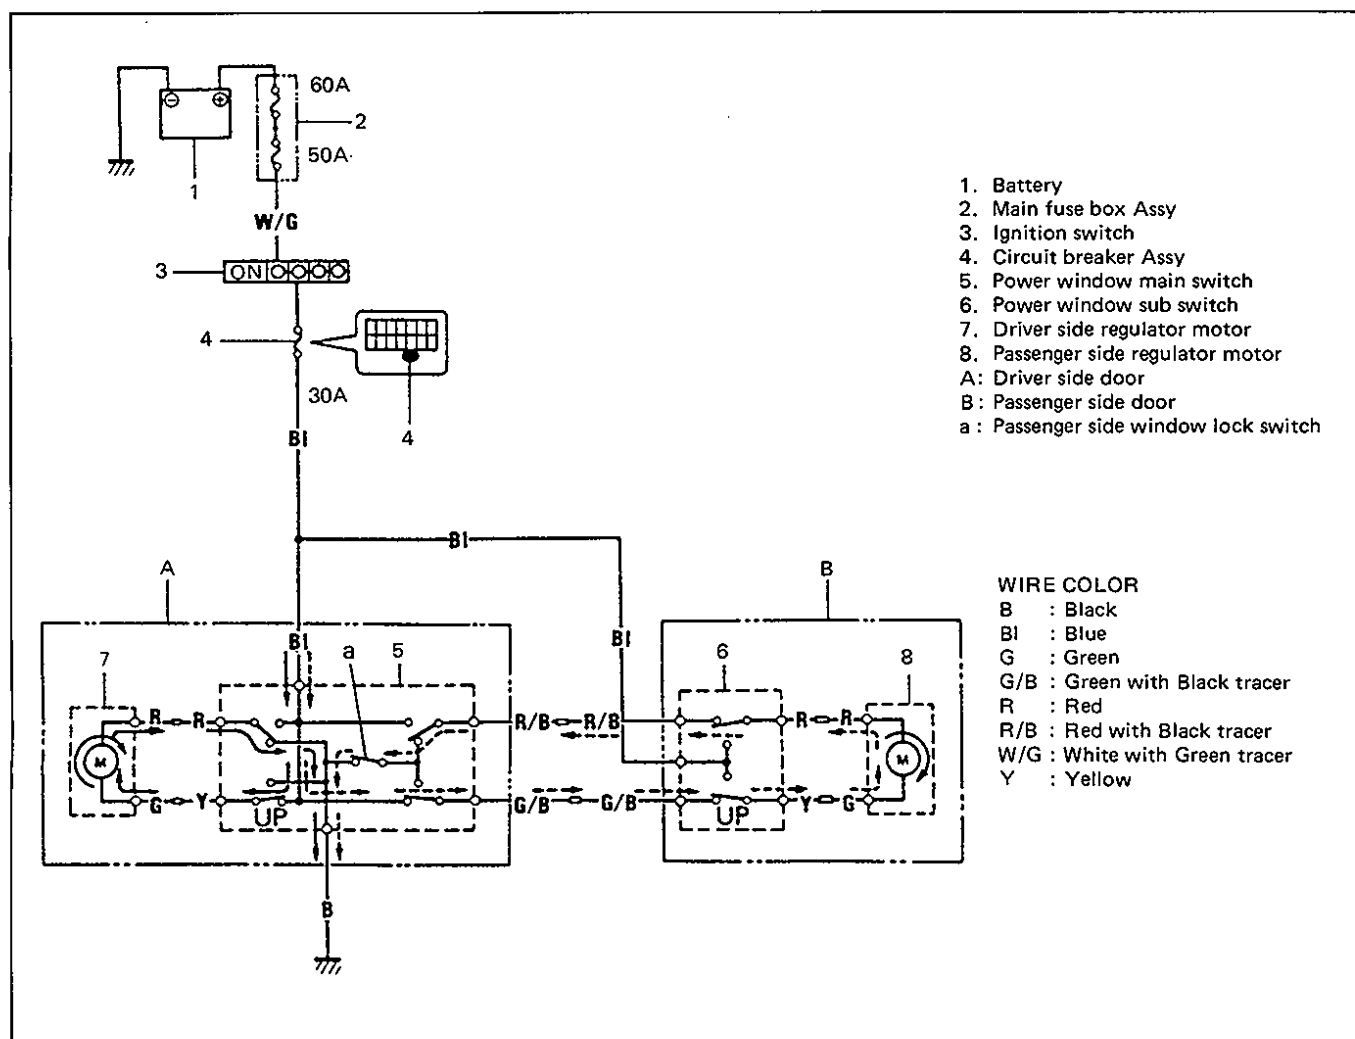 60A
2
50A
1
W/G
3
ON
4
30A
4
Bl
Bl
1. Battery
2. Main fuse box Assy
3. Ignition switch
4. Circuit breaker Assy
5. Power window main switch
6. Power window sub switch
7. Driver side regulator motor
8. Passenger side regulator motor
A: Driver side door
B: Passenger side door
a: Passenger side window lock switch
A
B
WIRE COLOR
B : Black
Bl : Blue
G : Green
G/B : Green with Black tracer
R : Red
R/B : Red with Black tracer
W/G : White with Green tracer
Y : Yellow
Bl
a
5
Bl
7
6
8
R
R
R/B
R/B
R
R
M
M
G
Y
UP
G/B
G/B
UP
Y
G
B